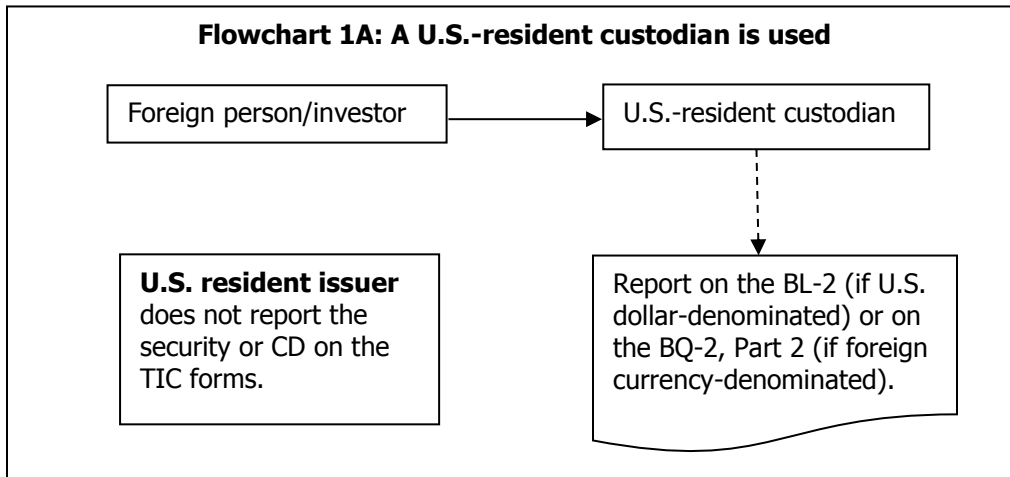 Flowchart 1A: A U.S.-resident custodian is used
Foreign person/investor
U.S.-resident custodian
U.S. resident issuer
does not report the
security or CD on the
TIC forms.
Report on the BL-2 (if U.S.
dollar-denominated) or on
the BQ-2, Part 2 (if foreign
currency-denominated).